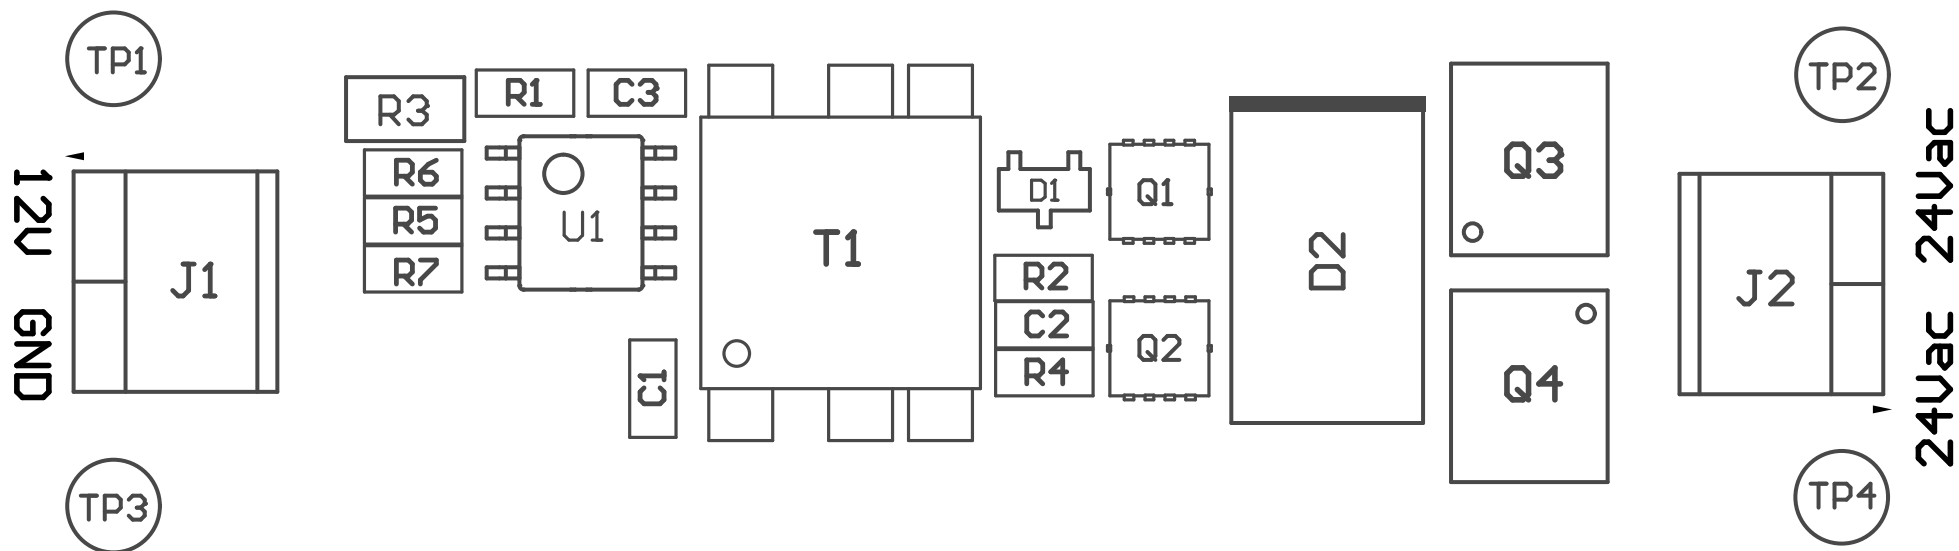 TP1
TP2
R3
R1
C3
R6
R5
R7
U1
T1
D1
Q1
R2
C2
R4
Q2
C1
D2
Q3
Q4
J1
J2
12V
GND
24Vac
24Vac
TP3
TP4